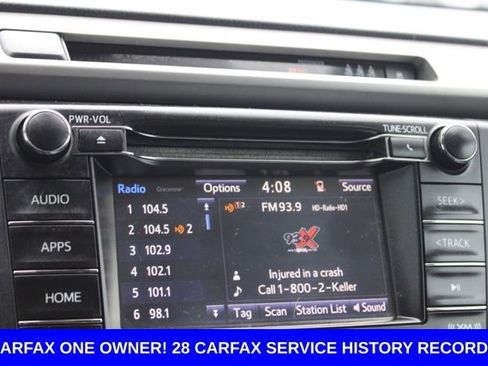 PWR·VOL
TUNE·SCROLL
AUDIO
APPS
HOME
Radio Gracenote Options 4:08 Source
1 104.5
2 104.5 2
3 102.9
4 102.1
5 101.1
6 98.1
FM 93.9 HD-Radio-HD1
93X
Injured in a crash
Call 1-800-2-Keller
Tag Scan Station List Sound
SEEK>
<TRACK
ARFAX ONE OWNER! 28 CARFAX SERVICE HISTORY RECORD